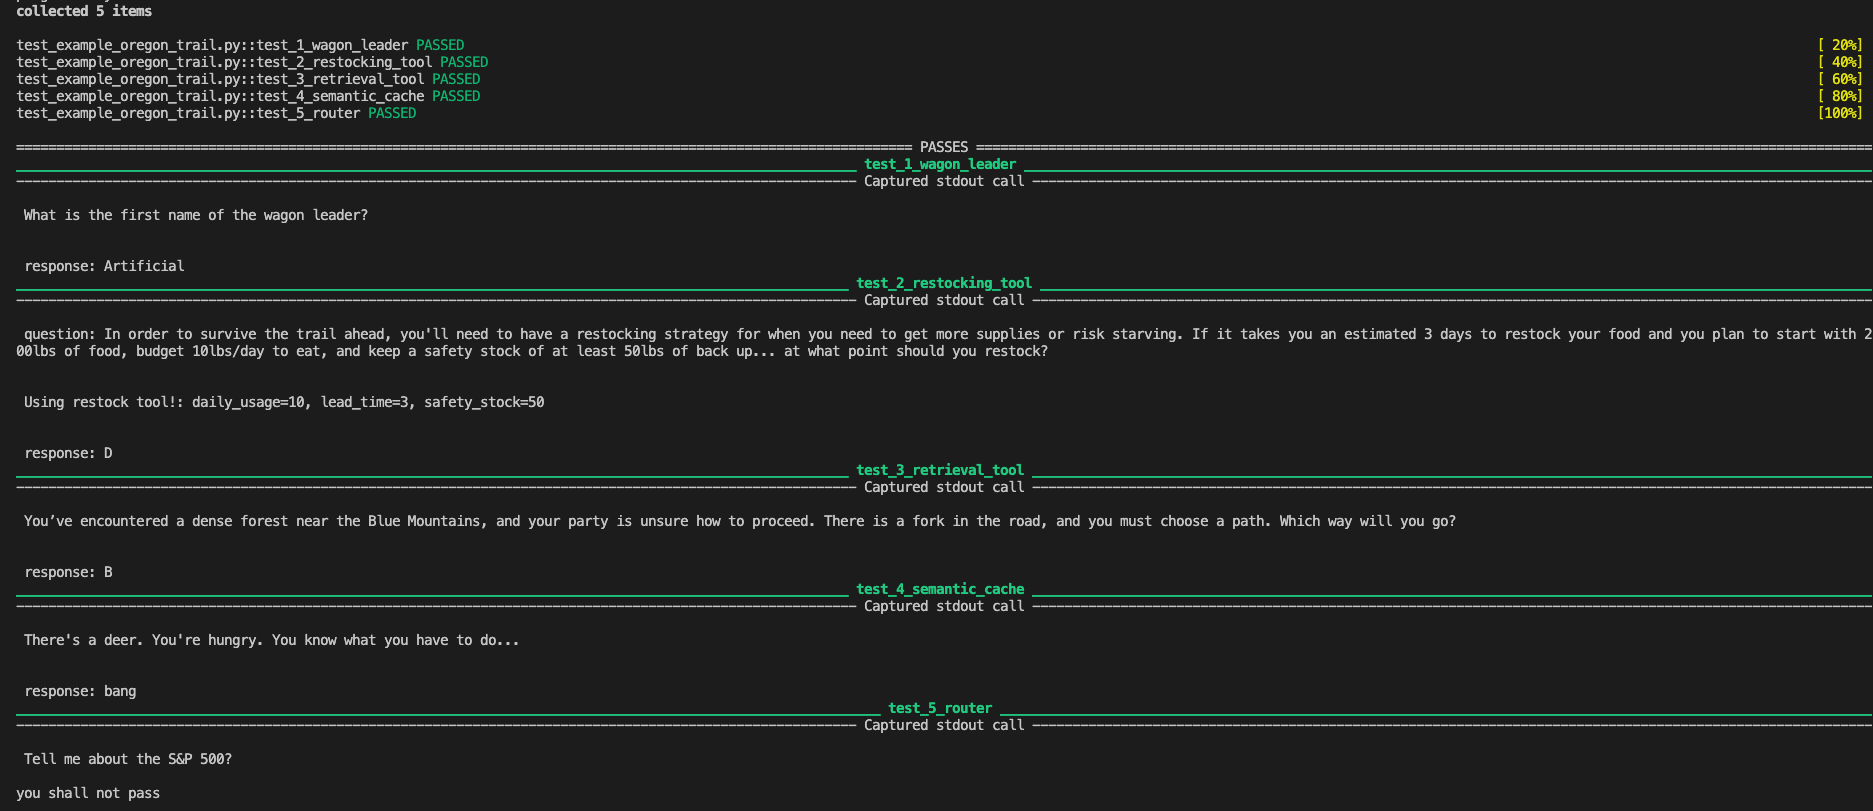 collected 5 items
test_example_oregon_trail.py::test_1_wagon_leader PASSED [ 20%]
test_example_oregon_trail.py::test_2_restocking_tool PASSED [ 40%]
test_example_oregon_trail.py::test_3_retrieval_tool PASSED [ 60%]
test_example_oregon_trail.py::test_4_semantic_cache PASSED [ 80%]
test_example_oregon_trail.py::test_5_router PASSED [100%]
PASSES
test_1_wagon_leader
Captured stdout call
What is the first name of the wagon leader?
response: Artificial
test_2_restocking_tool
Captured stdout call
question: In order to survive the trail ahead, you'll need to have a restocking strategy for when you need to get more supplies or risk starving. If it takes you an estimated 3 days to restock your food and you plan to start with 2
00lbs of food, budget 10lbs/day to eat, and keep a safety stock of at least 50lbs of back up... at what point should you restock?
Using restock tool!: daily_usage=10, lead_time=3, safety_stock=50
response: D
test_3_retrieval_tool
Captured stdout call
You’ve encountered a dense forest near the Blue Mountains, and your party is unsure how to proceed. There is a fork in the road, and you must choose a path. Which way will you go?
response: B
test_4_semantic_cache
Captured stdout call
There's a deer. You're hungry. You know what you have to do...
response: bang
test_5_router
Captured stdout call
Tell me about the S&P 500?
you shall not pass